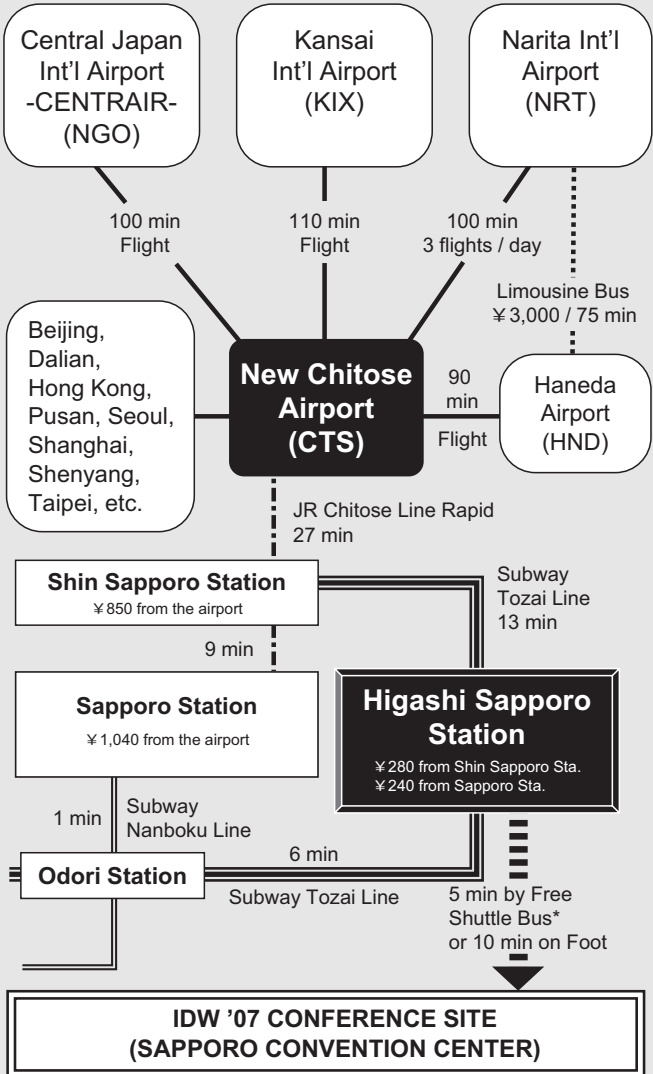 Central Japan
Int'l Airport
-CENTRAIR-
(NGO)
Kansai
Int'l Airport
(KIX)
Narita Int'l
Airport
(NRT)
100 min
Flight
110 min
Flight
100 min
3 flights / day
Limousine Bus
¥3,000 / 75 min
Beijing,
Dalian,
Hong Kong,
Pusan, Seoul,
Shanghai,
Shenyang,
Taipei, etc.
New Chitose
Airport
(CTS)
90
min
Flight
Haneda
Airport
(HND)
JR Chitose Line Rapid
27 min
Shin Sapporo Station
¥850 from the airport
Subway
Tozai Line
13 min
9 min
Sapporo Station
¥1,040 from the airport
Higashi Sapporo
Station
¥280 from Shin Sapporo Sta.
¥240 from Sapporo Sta.
1 min
Subway
Nanboku Line
Odori Station
6 min
Subway Tozai Line
5 min by Free
Shuttle Bus*
or 10 min on Foot
IDW '07 CONFERENCE SITE
(SAPPORO CONVENTION CENTER)